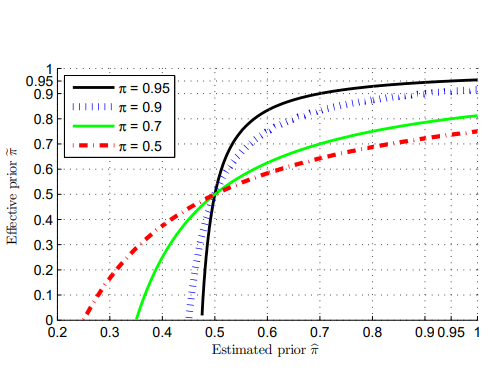 1
0.95
0.9
0.8
0.7
0.6
0.5
0.4
0.3
0.2
0.1
0
π = 0.95
π = 0.9
π = 0.7
π = 0.5
Effective prior π̃
0.2 0.3 0.4 0.5 0.6 0.7 0.8 0.9 0.95 1
Estimated prior π̂